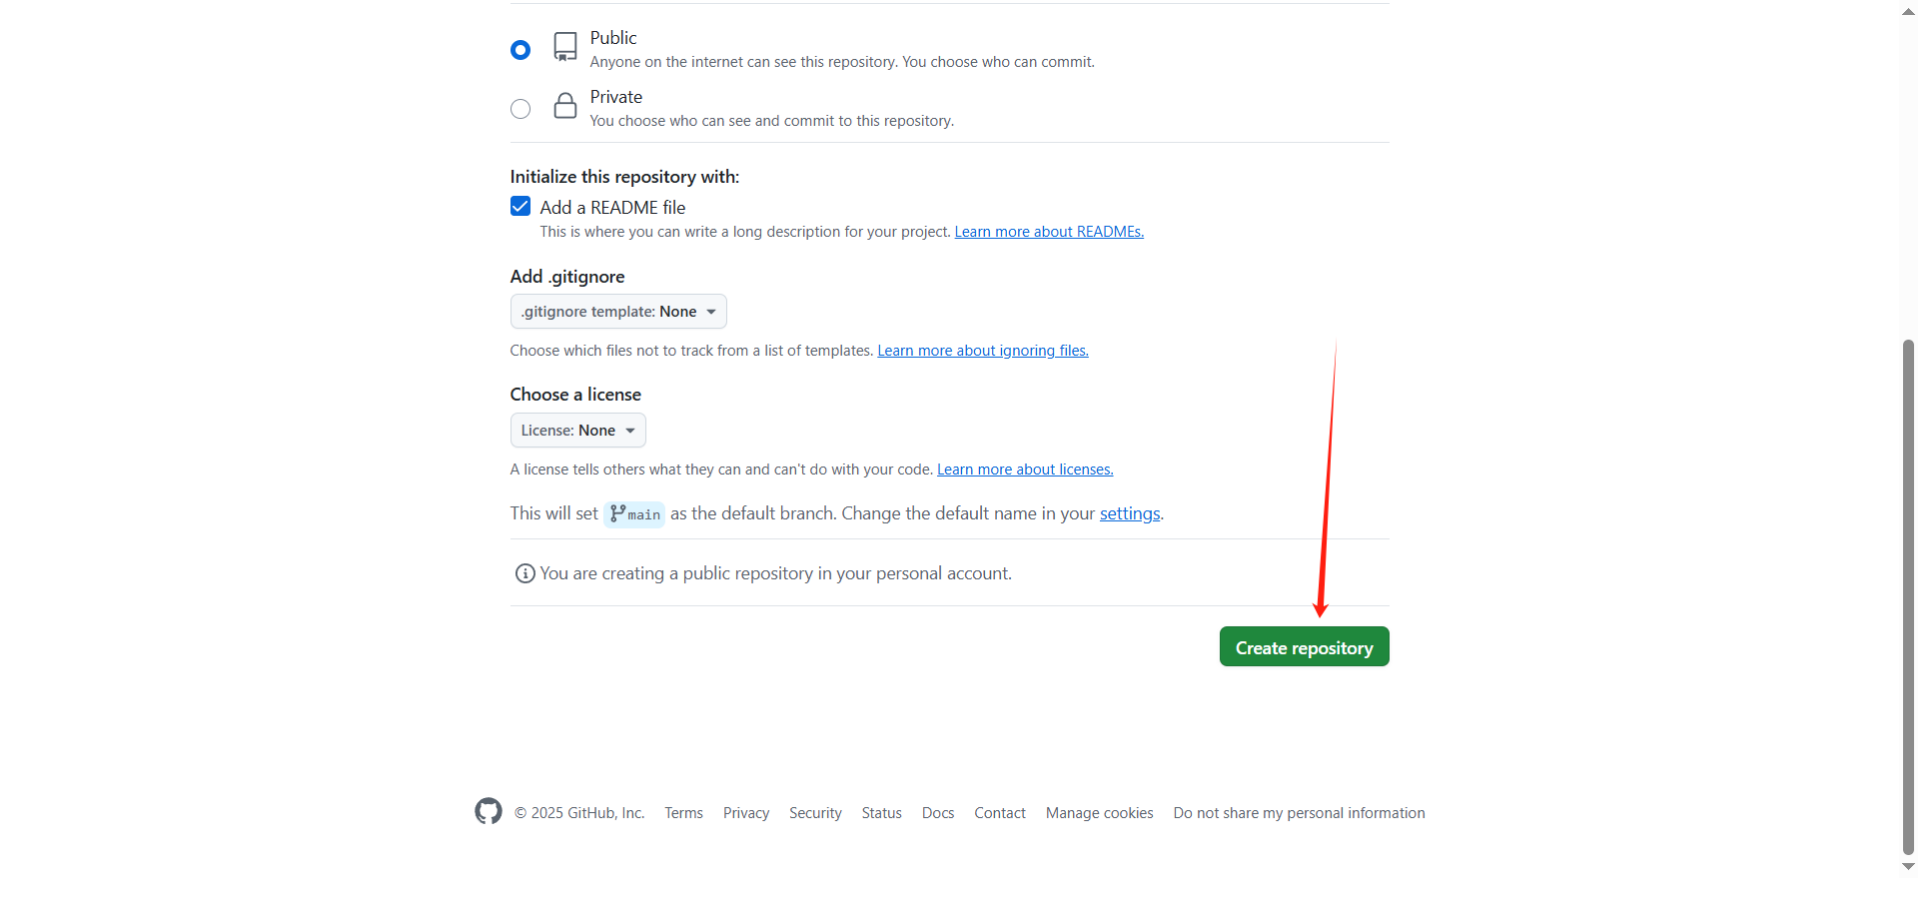 Public
Anyone on the internet can see this repository. You choose who can commit.
Private
You choose who can see and commit to this repository.
Initialize this repository with:
Add a README file
This is where you can write a long description for your project. Learn more about READMEs.
Add .gitignore
.gitignore template: None
Choose which files not to track from a list of templates. Learn more about ignoring files.
Choose a license
License: None
A license tells others what they can and can't do with your code. Learn more about licenses.
This will set main as the default branch. Change the default name in your settings.
You are creating a public repository in your personal account.
Create repository
© 2025 GitHub, Inc. Terms Privacy Security Status Docs Contact Manage cookies Do not share my personal information